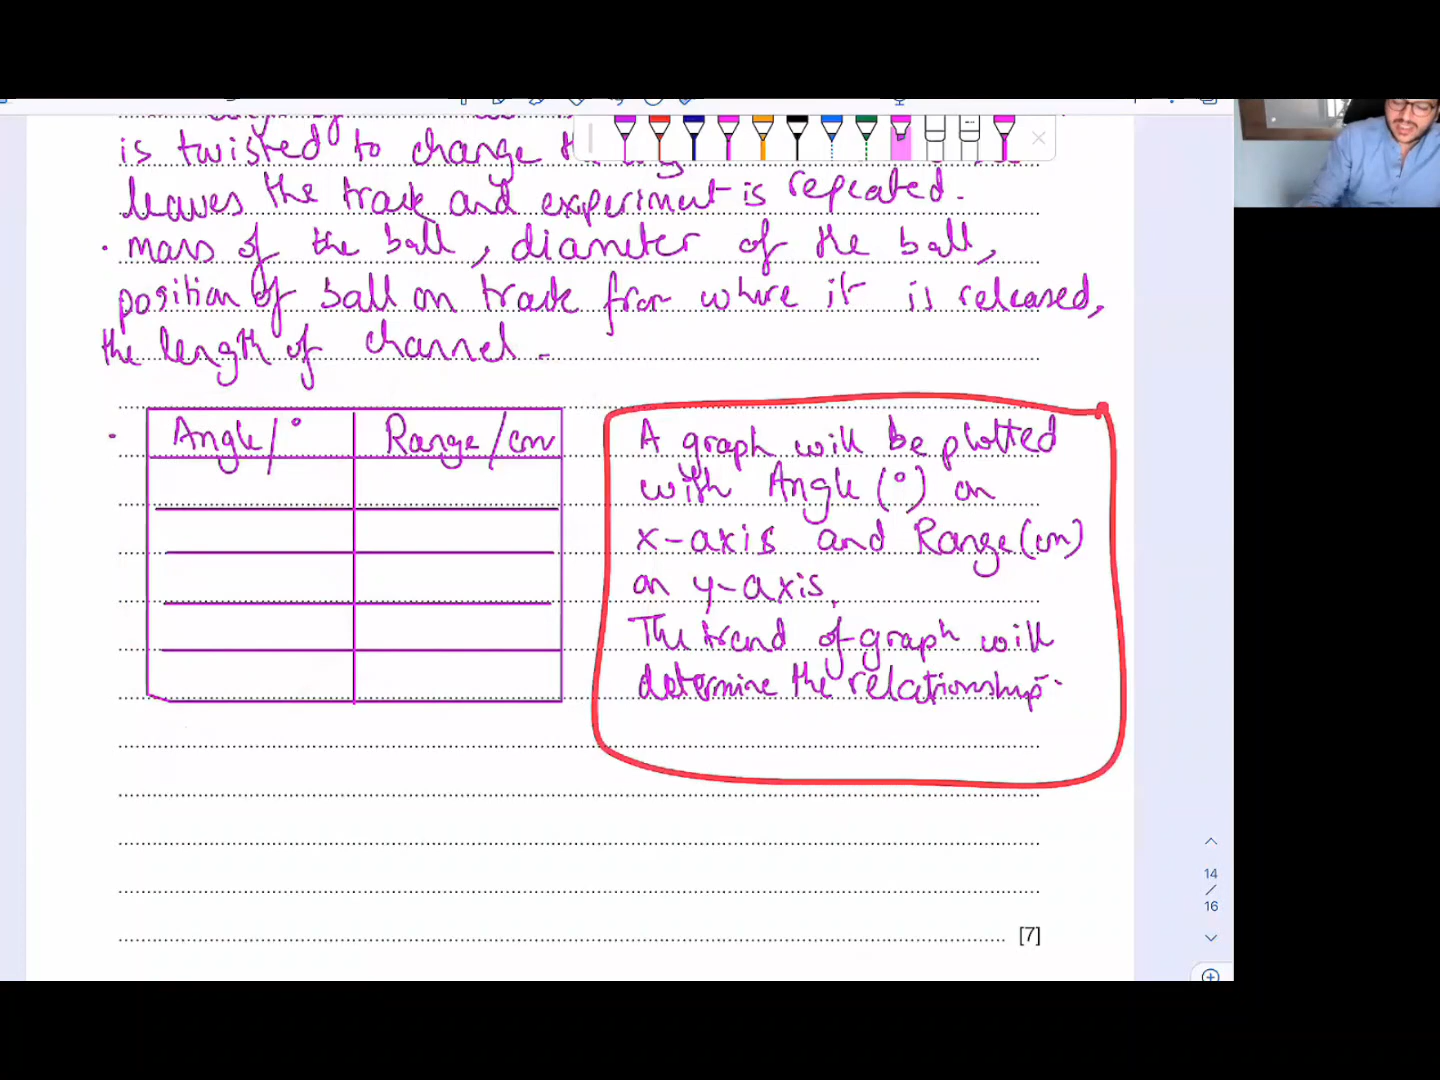 is twisted to change
leaves the track and experiment is repeated.
• mass of the ball, diameter of the ball,
position of ball on track from where it is released,
the length of channel.
Angle/° Range/cm
A graph will be plotted
with Angle (°) on
x-axis and Range(cm)
on y-axis.
The trend of graph will
determine the relationship.
[7]
14
/
16